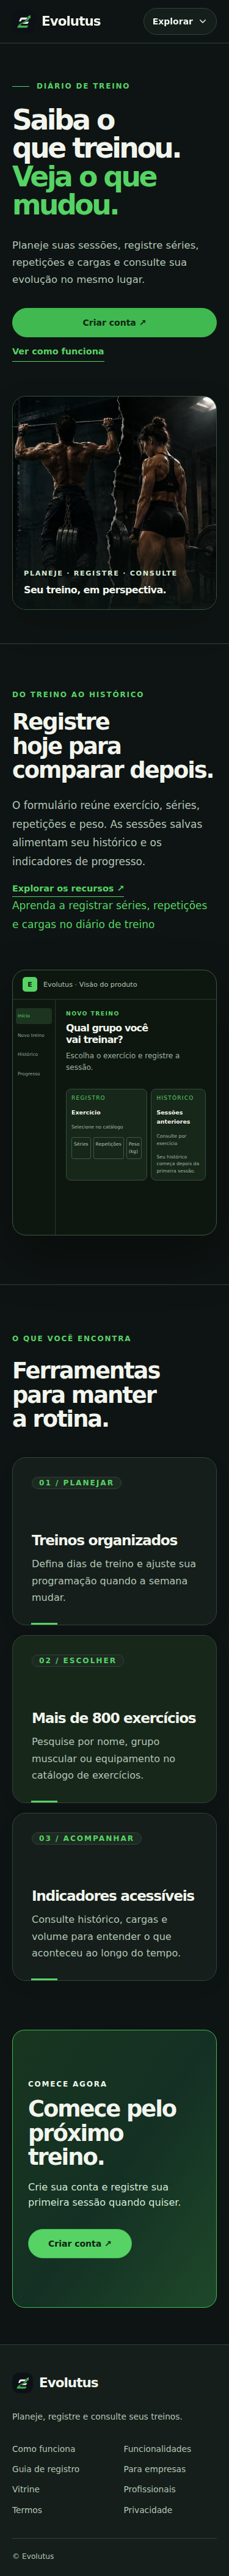 Evolutus
Explorar
DIÁRIO DE TREINO
Saiba o
que treinou.
Veja o que
mudou.
Planeje suas sessões, registre séries,
repetições e cargas e consulte sua
evolução no mesmo lugar.
Criar conta ↗
Ver como funciona
PLANEJE · REGISTRE · CONSULTE
Seu treino, em perspectiva.
DO TREINO AO HISTÓRICO
Registre
hoje para
comparar depois.
O formulário reúne exercício, séries,
repetições e peso. As sessões salvas
alimentam seu histórico e os
indicadores de progresso.
Explorar os recursos ↗
Aprenda a registrar séries, repetições
e cargas no diário de treino
E
Evolutus · Visão do produto
Início
Novo treino
Histórico
Progresso
NOVO TREINO
Qual grupo você
vai treinar?
Escolha o exercício e registre a
sessão.
REGISTRO
Exercício
Selecione no catálogo
Séries
Repetições
Peso
(kg)
HISTÓRICO
Sessões
anteriores
Consulte por
exercício
Seu histórico
começa depois da
primeira sessão.
O QUE VOCÊ ENCONTRA
Ferramentas
para manter
a rotina.
01 / PLANEJAR
Treinos organizados
Defina dias de treino e ajuste sua
programação quando a semana
mudar.
02 / ESCOLHER
Mais de 800 exercícios
Pesquise por nome, grupo
muscular ou equipamento no
catálogo de exercícios.
03 / ACOMPANHAR
Indicadores acessíveis
Consulte histórico, cargas e
volume para entender o que
aconteceu ao longo do tempo.
COMECE AGORA
Comece pelo
próximo
treino.
Crie sua conta e registre sua
primeira sessão quando quiser.
Criar conta ↗
Evolutus
Planeje, registre e consulte seus treinos.
Como funciona
Funcionalidades
Guia de registro
Para empresas
Vitrine
Profissionais
Termos
Privacidade
© Evolutus